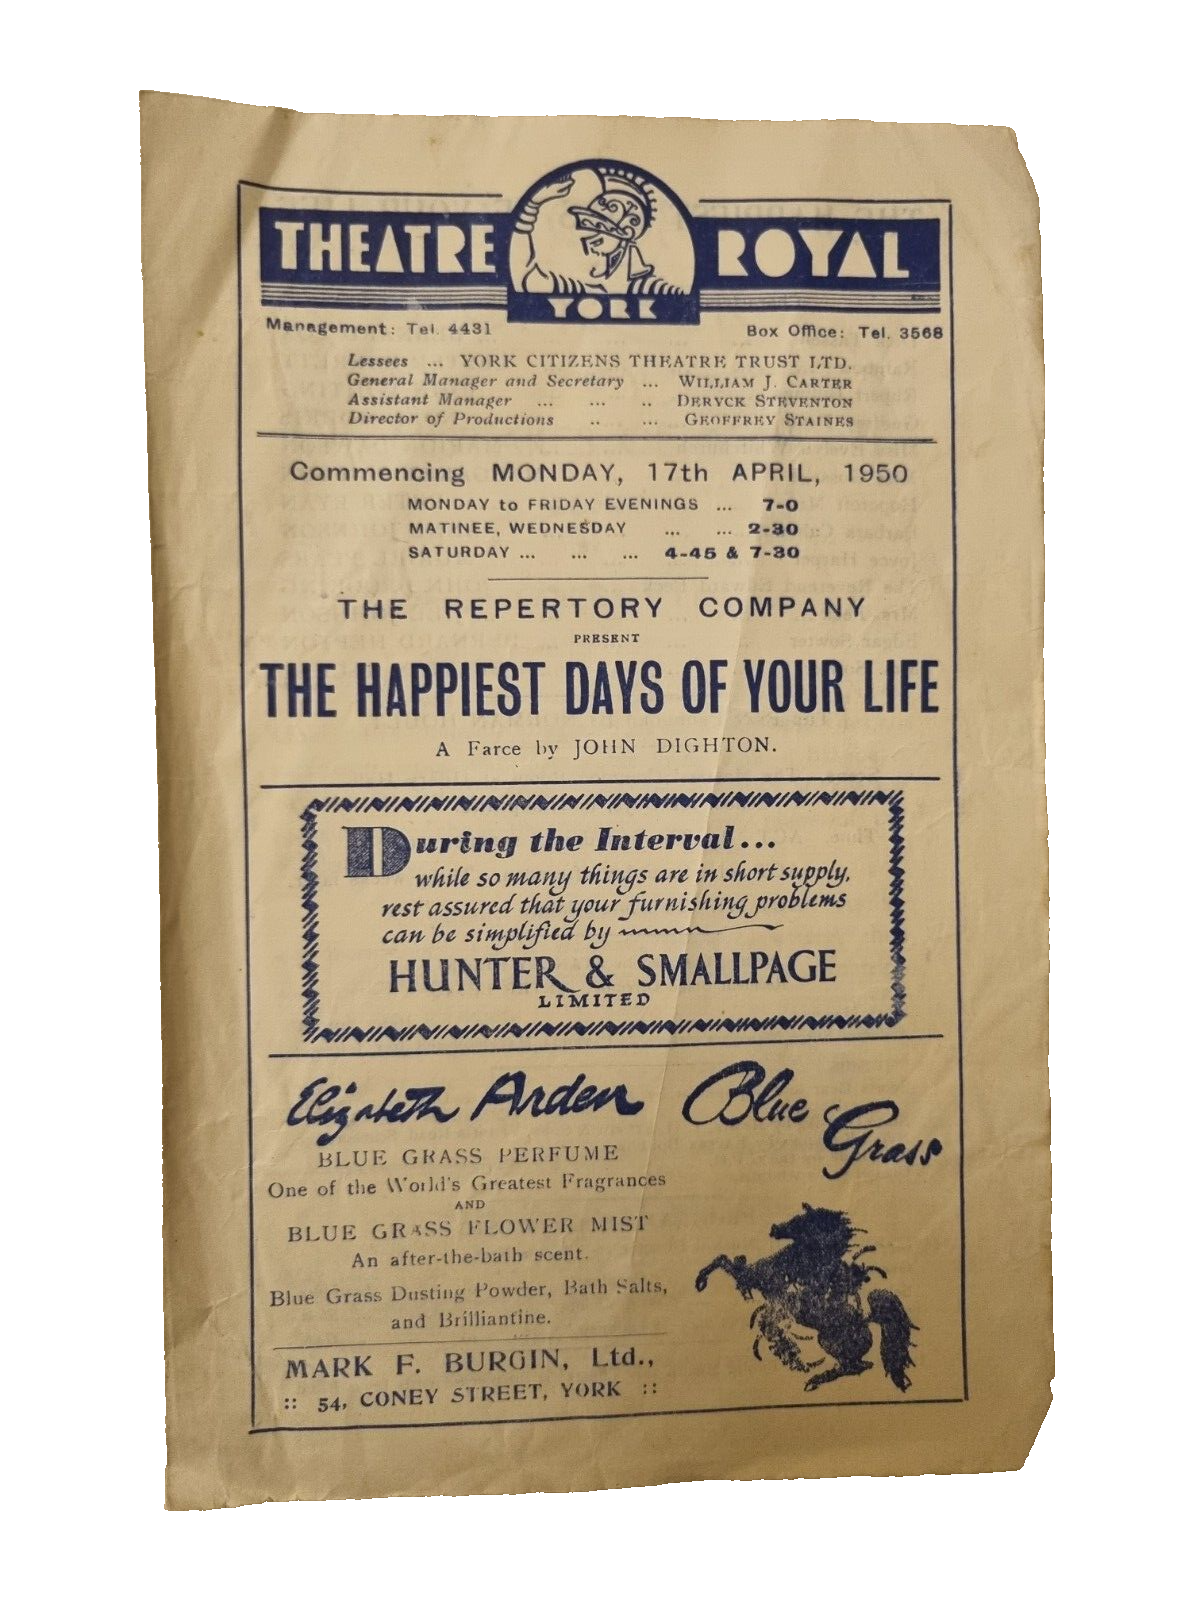 THEATRE ROYAL
YORK
Management: Tel. 4431 Box Office: Tel. 3568
Lessees ... YORK CITIZENS THEATRE TRUST LTD.
General Manager and Secretary ... WILLIAM J. CARTER
Assistant Manager ... ... .. DERYCK STEVENTON
Director of Productions .. ... GEOFFREY STAINES
Commencing MONDAY, 17th APRIL, 1950
MONDAY to FRIDAY EVENINGS ... 7-0
MATINEE, WEDNESDAY ... ... 2-30
SATURDAY ... ... ... 4-45 & 7-30
THE REPERTORY COMPANY
PRESENT
THE HAPPIEST DAYS OF YOUR LIFE
A Farce by JOHN DIGHTON.
During the Interval...
while so many things are in short supply,
rest assured that your furnishing problems
can be simplified by
HUNTER & SMALLPAGE
LIMITED
Elizabeth Arden Blue Grass
BLUE GRASS PERFUME
One of the World's Greatest Fragrances
AND
BLUE GRASS FLOWER MIST
An after-the-bath scent.
Blue Grass Dusting Powder, Bath Salts,
and Brilliantine.
MARK F. BURGIN, Ltd.,
:: 54, CONEY STREET, YORK ::